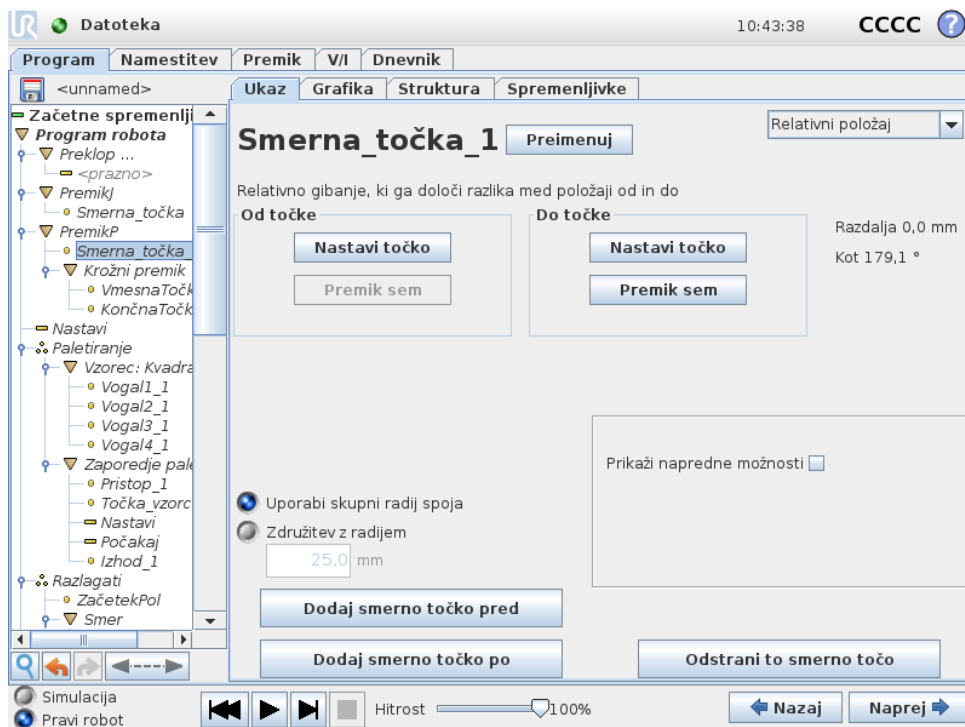 UR Datoteka 10:43:38 CCCC ?
Program Namestitev Premik V/I Dnevnik
<unnamed>
Ukaz Grafika Struktura Spremenljivke
Začetne spremenlji
Program robota
Preklop ...
<prazno>
PremikJ
Smerna_točka
PremikP
Smerna_točka_
Krožni premik
VmesnaTočk
KončnaTočk
Nastavi
Paletiranje
Vzorec: Kvadra
Vogal1_1
Vogal2_1
Vogal3_1
Vogal4_1
Zaporedje pale
Pristop_1
Točka_vzorc
Nastavi
Počakaj
Izhod_1
Razlagati
ZačetekPol
Smer
Smerna_točka_1 Preimenuj
Relativni položaj
Relativno gibanje, ki ga določi razlika med položaji od in do
Od točke
Nastavi točko
Premik sem
Do točke
Nastavi točko
Premik sem
Razdalja 0,0 mm
Kot 179,1 °
Prikaži napredne možnosti
Uporabi skupni radij spoja
Združitev z radijem
25,0 mm
Dodaj smerno točko pred
Dodaj smerno točko po
Odstrani to smerno točo
Simulacija
Pravi robot
Hitrost 100%
Nazaj Naprej